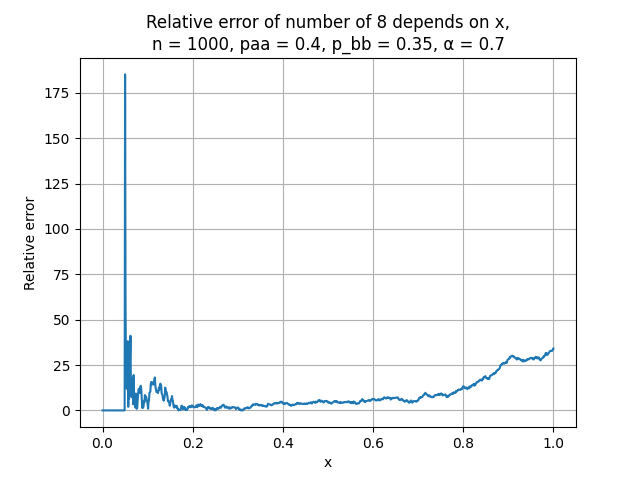 Relative error of number of 8 depends on x,
n = 1000, paa = 0.4, p_bb = 0.35, α = 0.7
175
150
125
100
75
50
25
0
Relative error
0.0 0.2 0.4 0.6 0.8 1.0
x